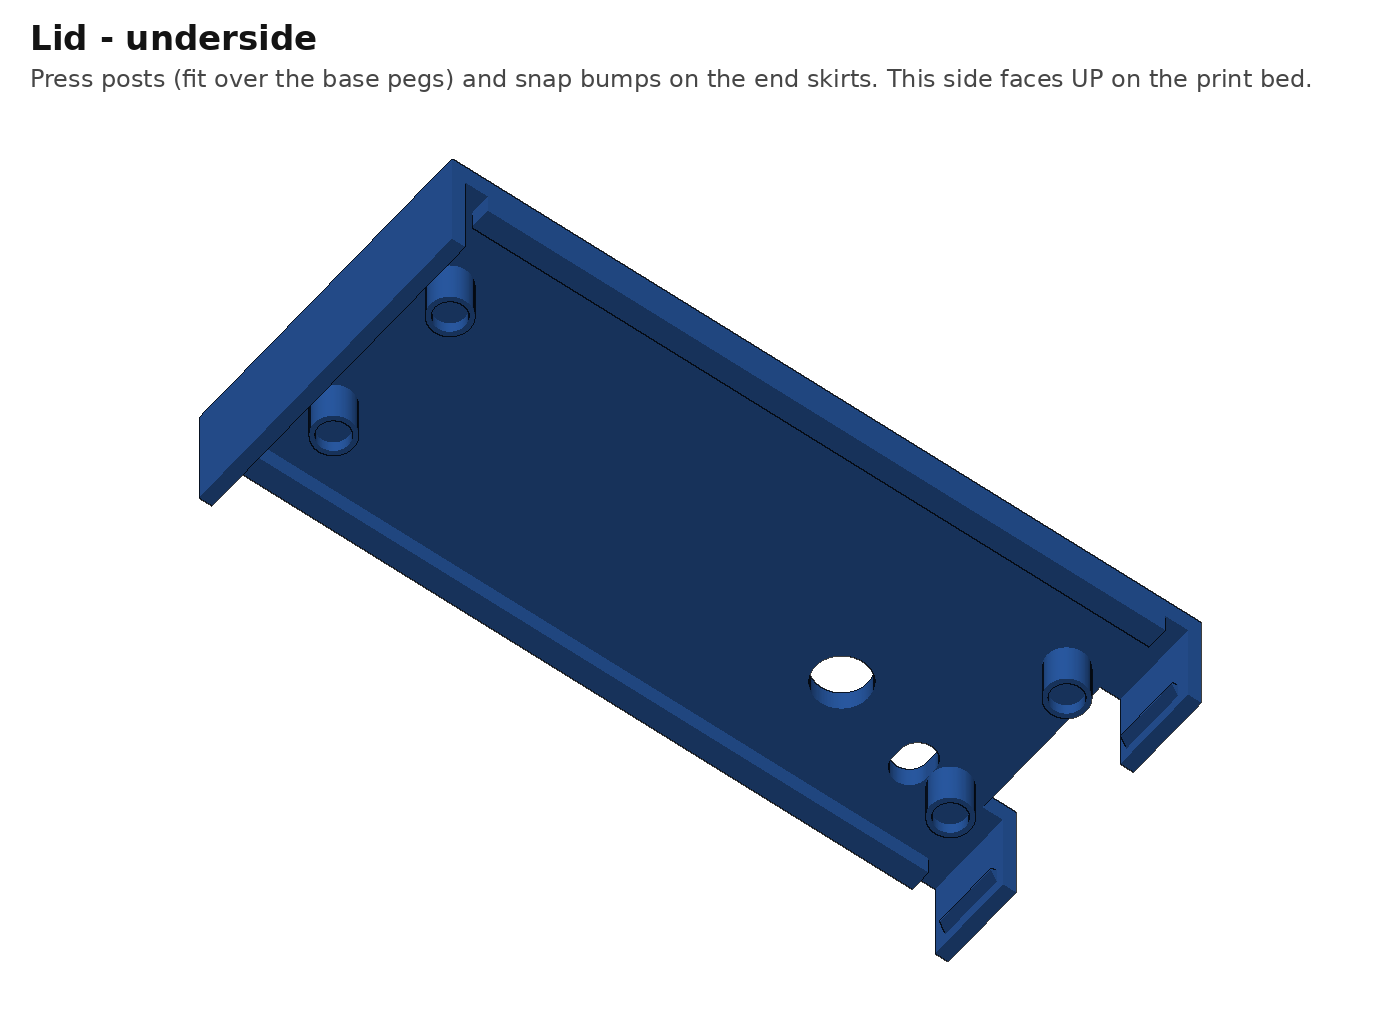 Lid - underside
Press posts (fit over the base pegs) and snap bumps on the end skirts. This side faces UP on the print bed.